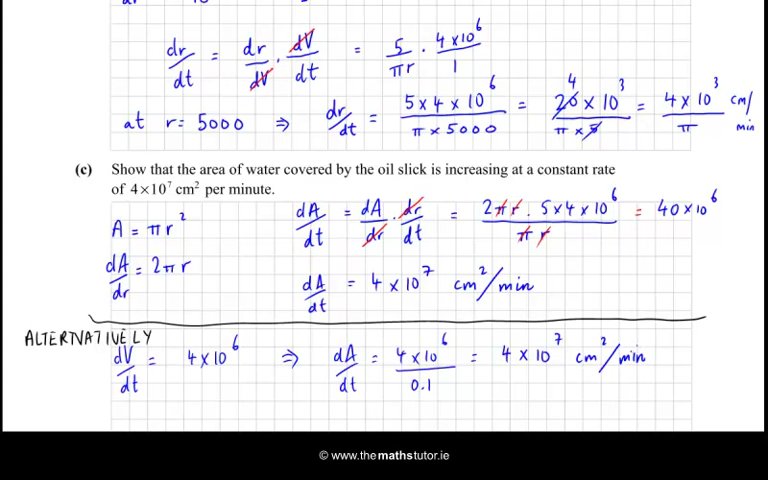 dr/dt = dr/dV . dV/dt = 5/πr . 4×10^6/1
at r = 5000 ⇒ dr/dt = 5×4×10^6/π×5000 = 20^4×10^3/π×5 = 4×10^3/π cm/min
(c) Show that the area of water covered by the oil slick is increasing at a constant rate
of 4×10^7 cm^2 per minute.
A = πr^2
dA/dt = dA/dr . dr/dt = 2πr . 5×4×10^6/πr = 40×10^6
dA/dr = 2πr
dA/dt = 4×10^7 cm^2/min
ALTERNATIVELY
dV/dt = 4×10^6 ⇒ dA/dt = 4×10^6/0.1 = 4×10^7 cm^2/min
© www.themathstutor.ie